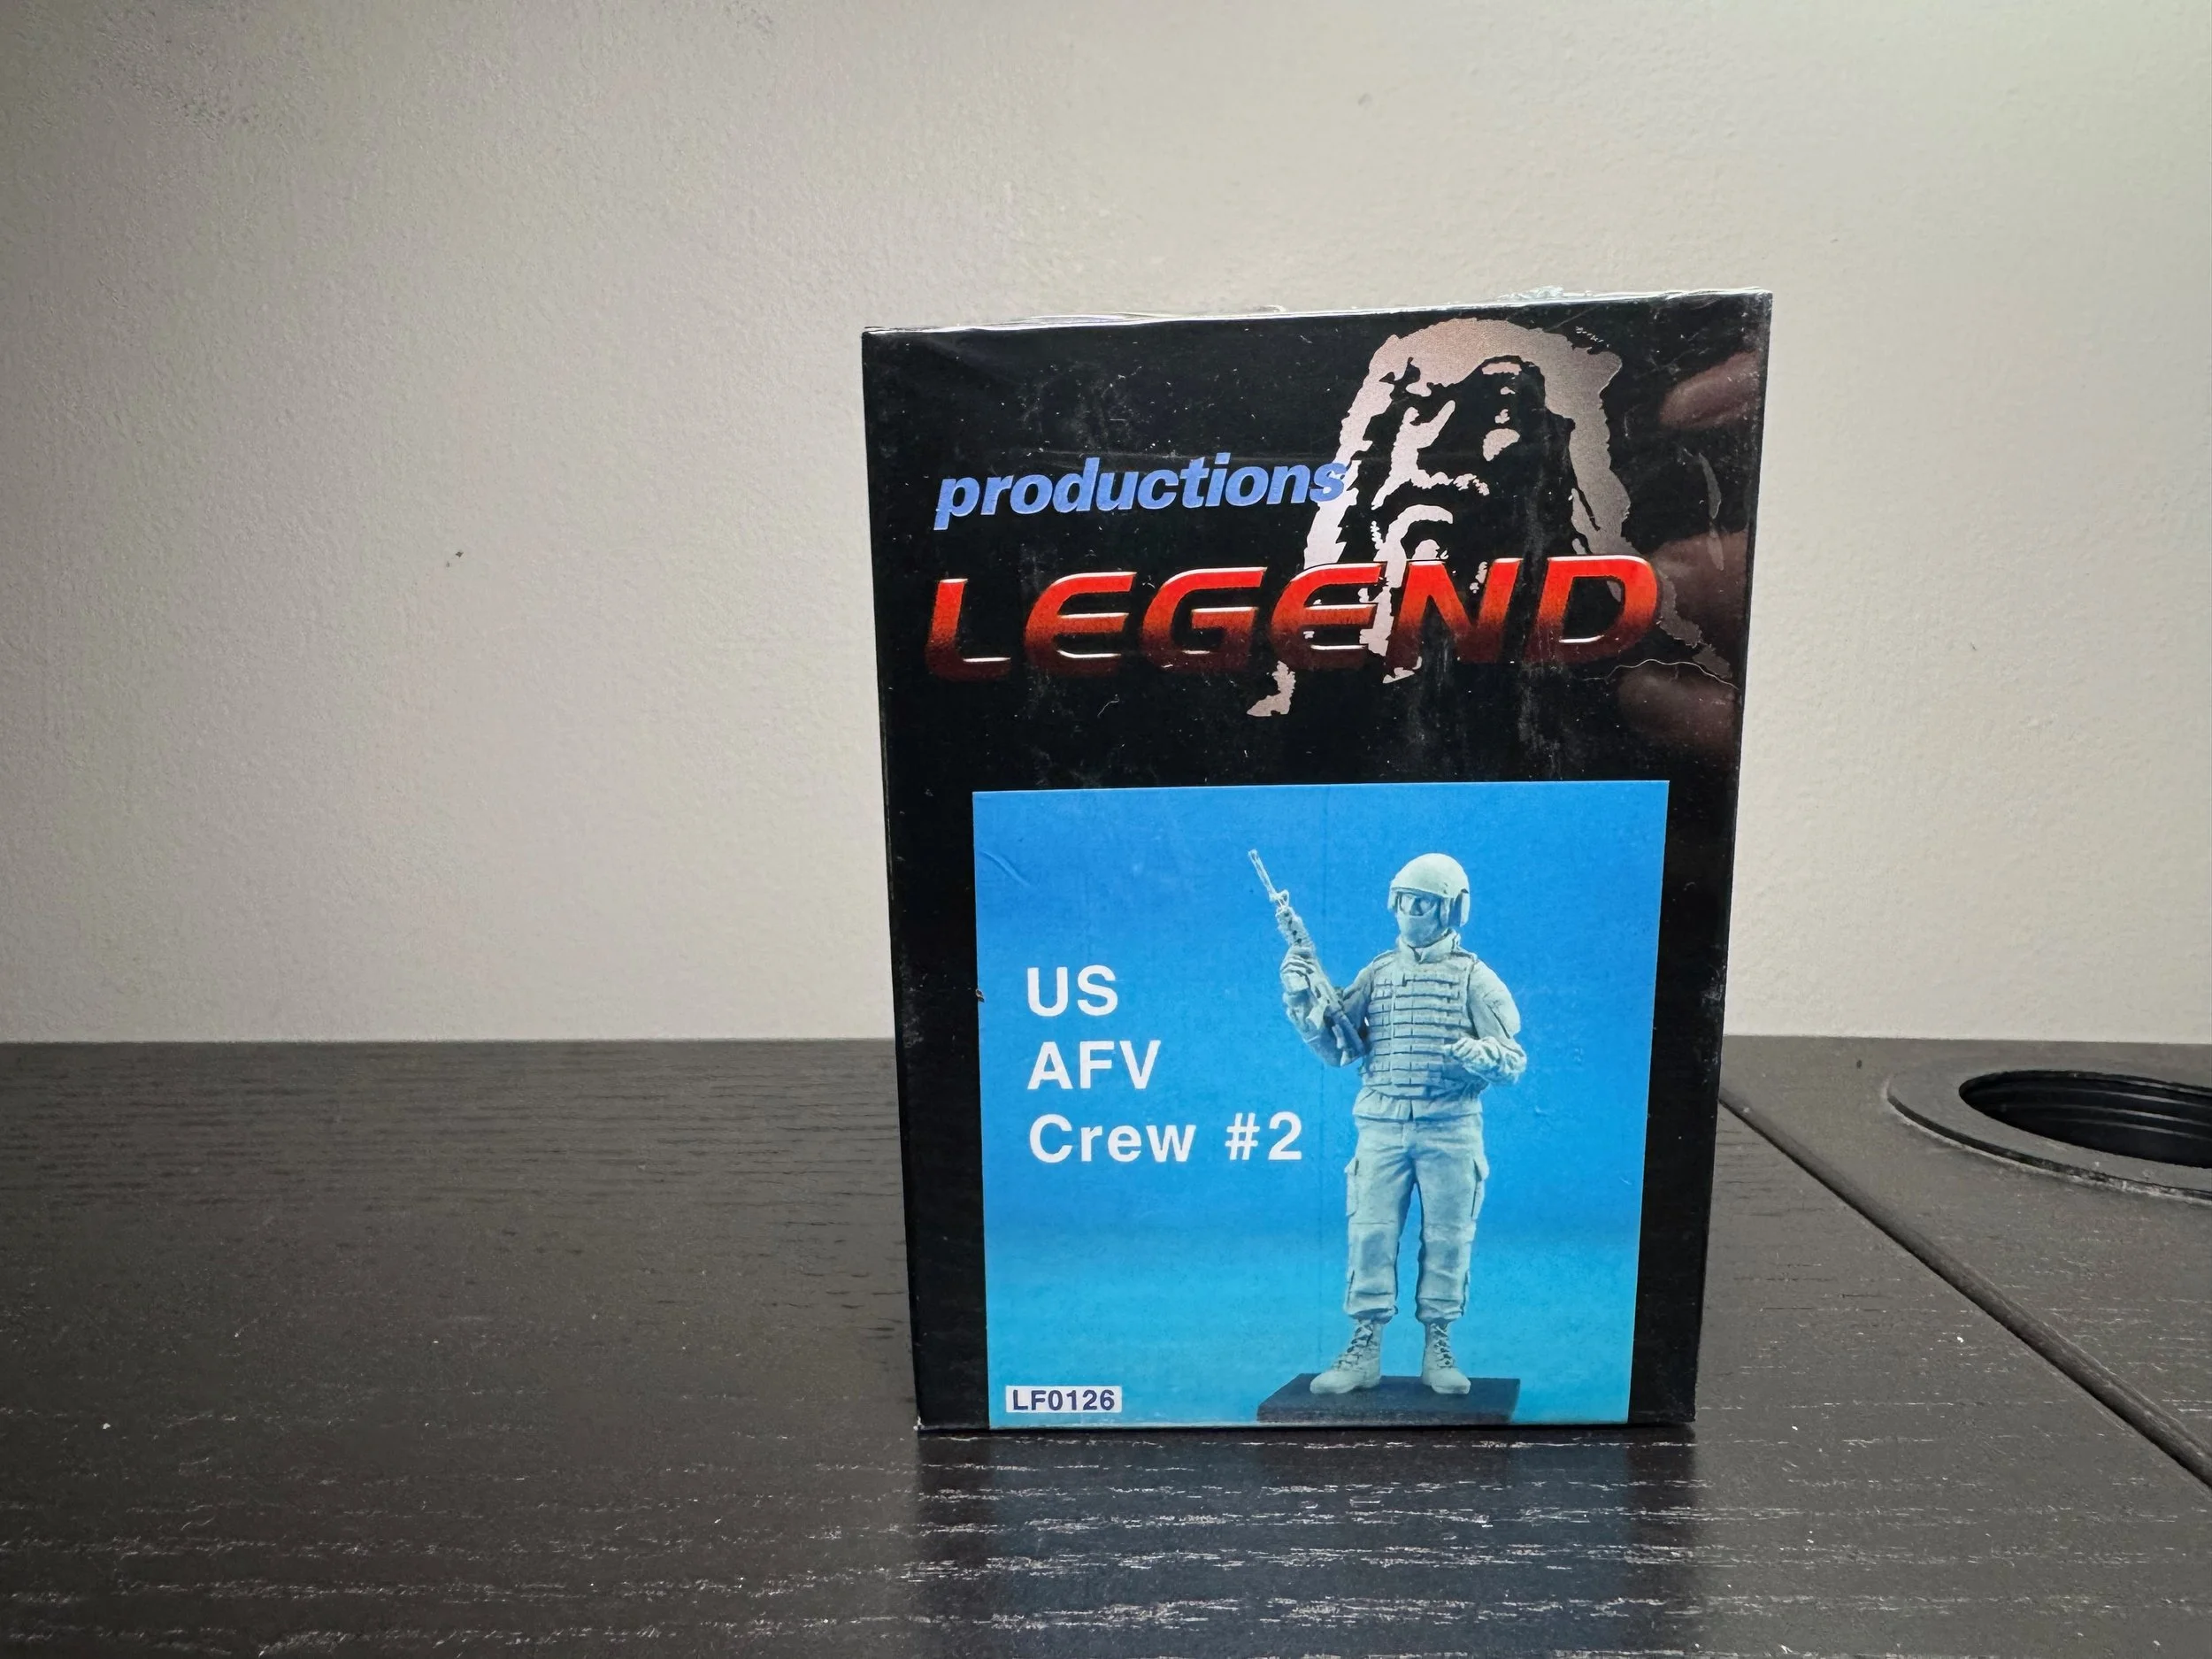 productions
LEGEND
US
AFV
Crew #2
LF0126